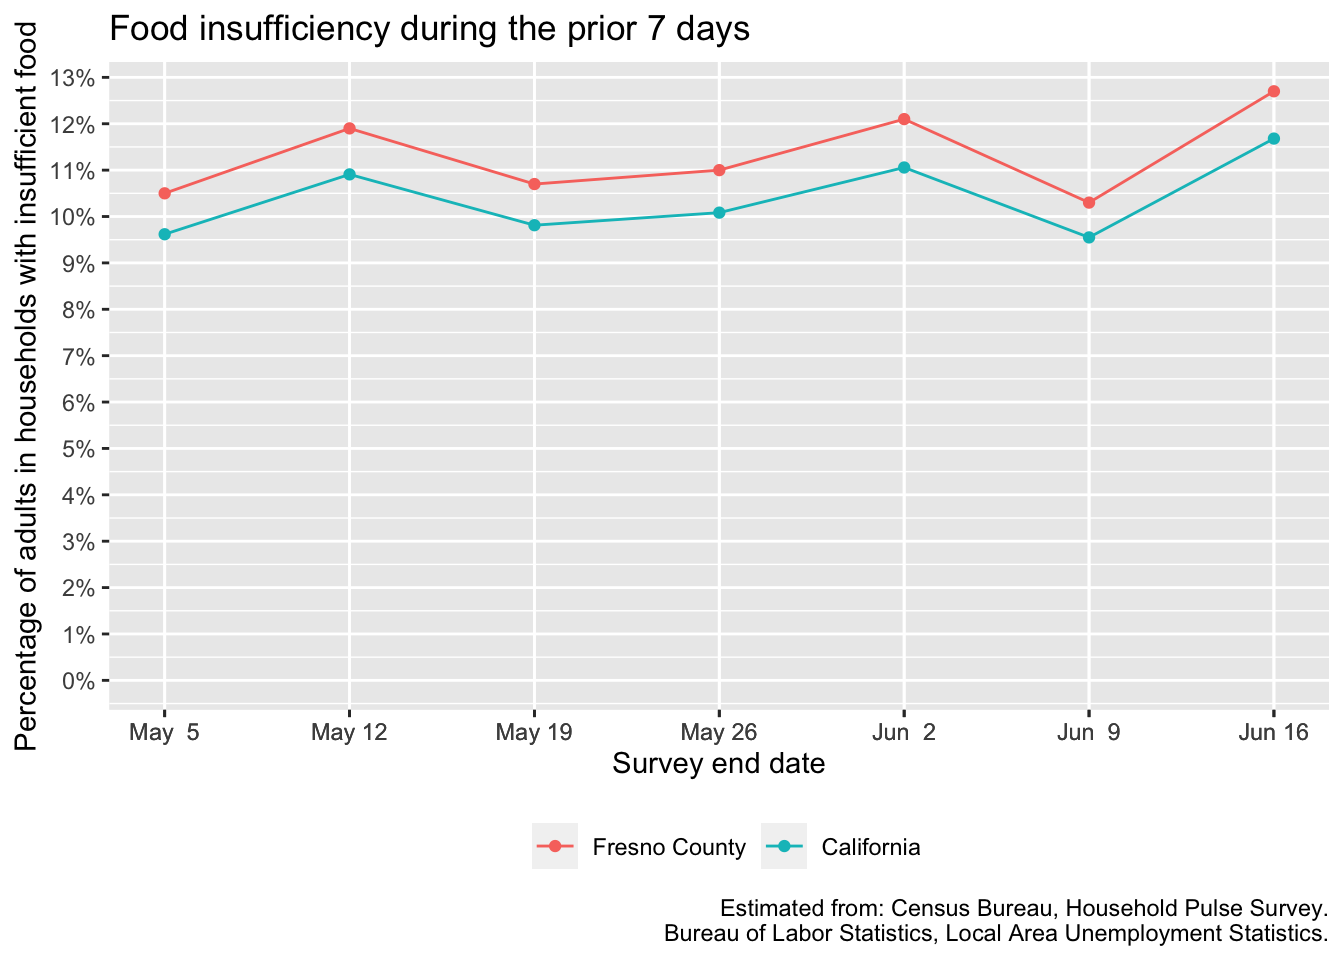 Food insufficiency during the prior 7 days
Percentage of adults in households with insufficient food
13%
12%
11%
10%
9%
8%
7%
6%
5%
4%
3%
2%
1%
0%
May  5 May 12 May 19 May 26 Jun  2 Jun  9 Jun 16
Survey end date
Fresno County California
Estimated from: Census Bureau, Household Pulse Survey.
Bureau of Labor Statistics, Local Area Unemployment Statistics.